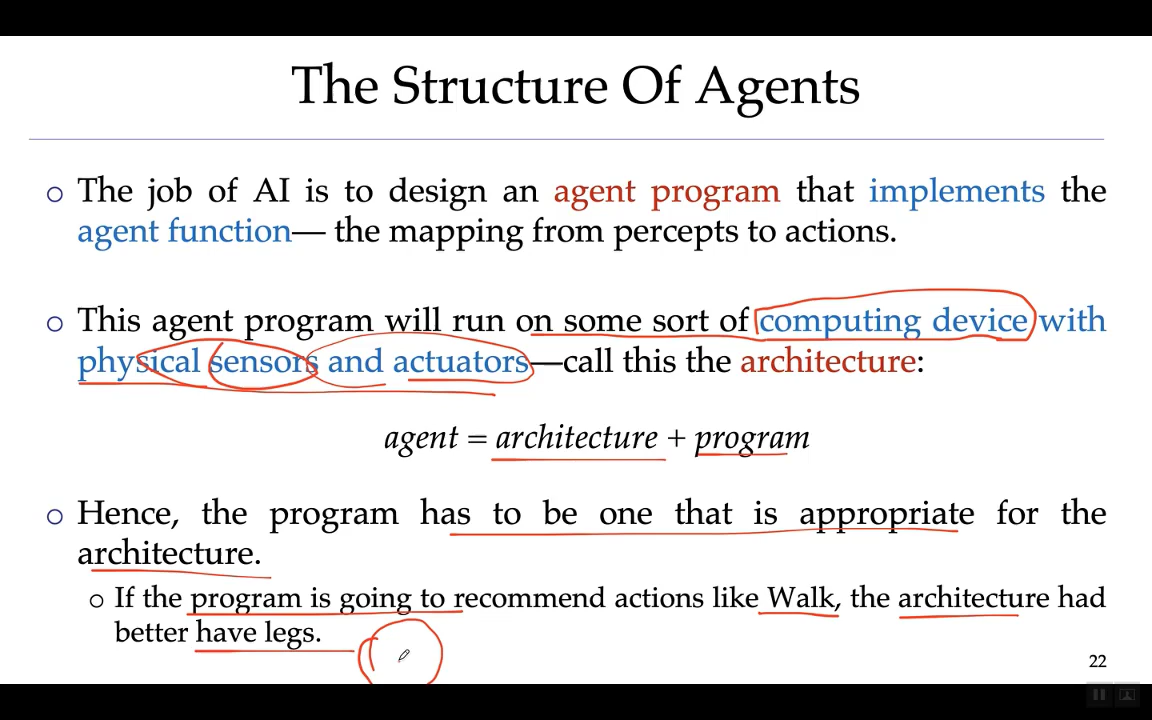 The Structure Of Agents
o The job of AI is to design an agent program that implements the
agent function— the mapping from percepts to actions.
o This agent program will run on some sort of computing device with
physical sensors and actuators—call this the architecture:
agent = architecture + program
o Hence, the program has to be one that is appropriate for the
architecture.
o If the program is going to recommend actions like Walk, the architecture had
better have legs.
22